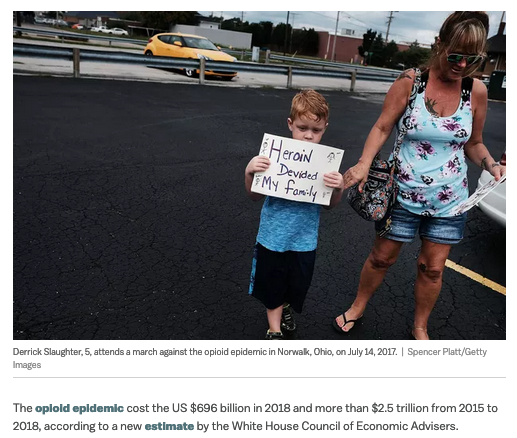 Heroin
Devided
My family
Derrick Slaughter, 5, attends a march against the opioid epidemic in Norwalk, Ohio, on July 14, 2017. | Spencer Platt/Getty
Images
The opioid epidemic cost the US $696 billion in 2018 and more than $2.5 trillion from 2015 to
2018, according to a new estimate by the White House Council of Economic Advisers.